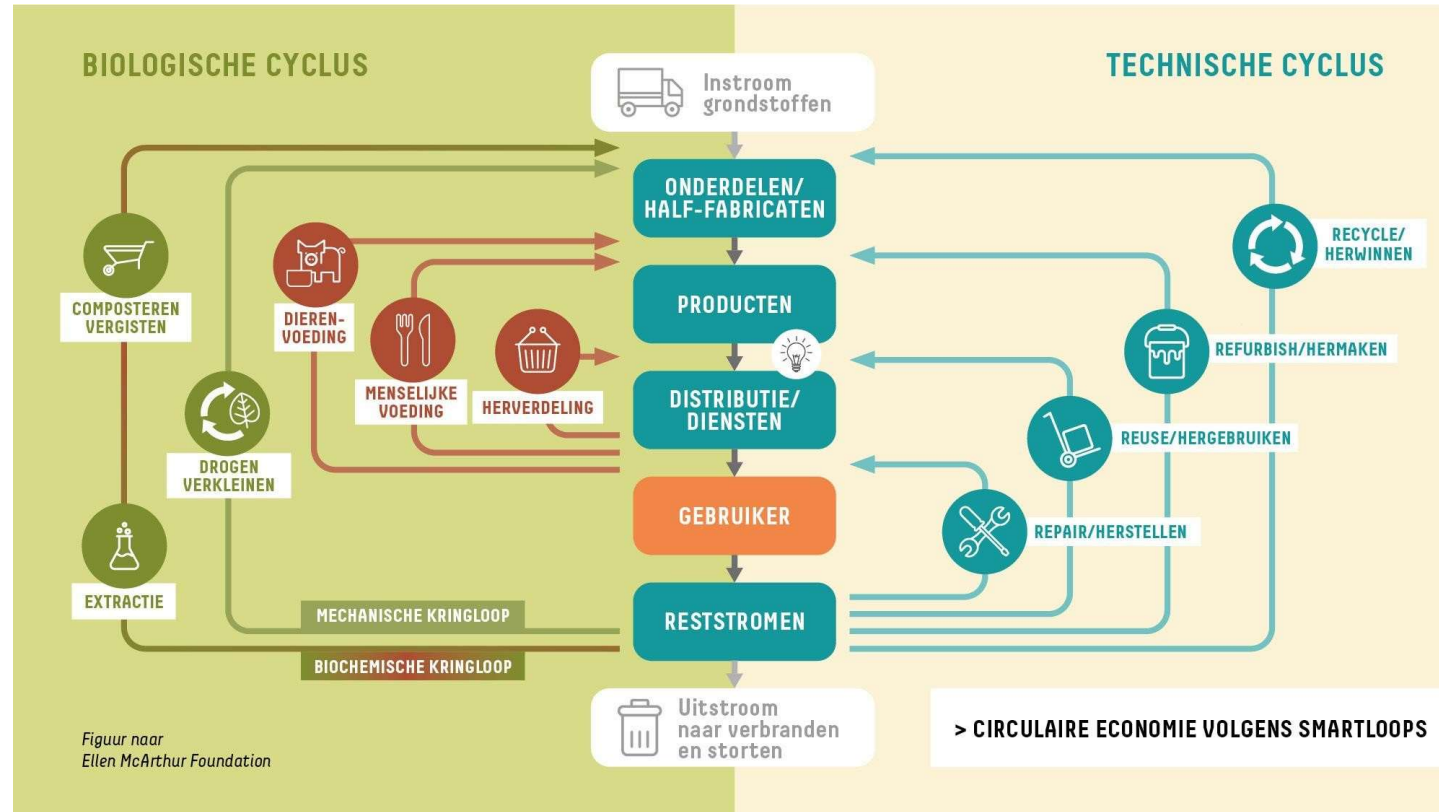 BIOLOGISCHE CYCLUS
TECHNISCHE CYCLUS
Instroom
grondstoffen
ONDERDELEN/
HALF-FABRICATEN
PRODUCTEN
DISTRIBUTIE/
DIENSTEN
GEBRUIKER
RESTSTROMEN
Uitstroom
naar verbranden
en storten
COMPOSTEREN
VERGISTEN
EXTRACTIE
DROGEN
VERKLEINEN
DIEREN-
VOEDING
MENSELIJKE
VOEDING
HERVERDELING
MECHANISCHE KRINGLOOP
BIOCHEMISCHE KRINGLOOP
RECYCLE/
HERWINNEN
REFURBISH/HERMAKEN
REUSE/HERGEBRUIKEN
REPAIR/HERSTELLEN
Figuur naar
Ellen McArthur Foundation
> CIRCULAIRE ECONOMIE VOLGENS SMARTLOOPS